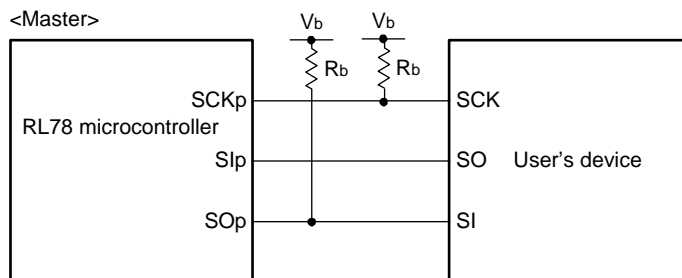 <Master>
Vb Vb
Rb Rb
SCKp SCK
RL78 microcontroller
SIp SO User's device
SOp SI